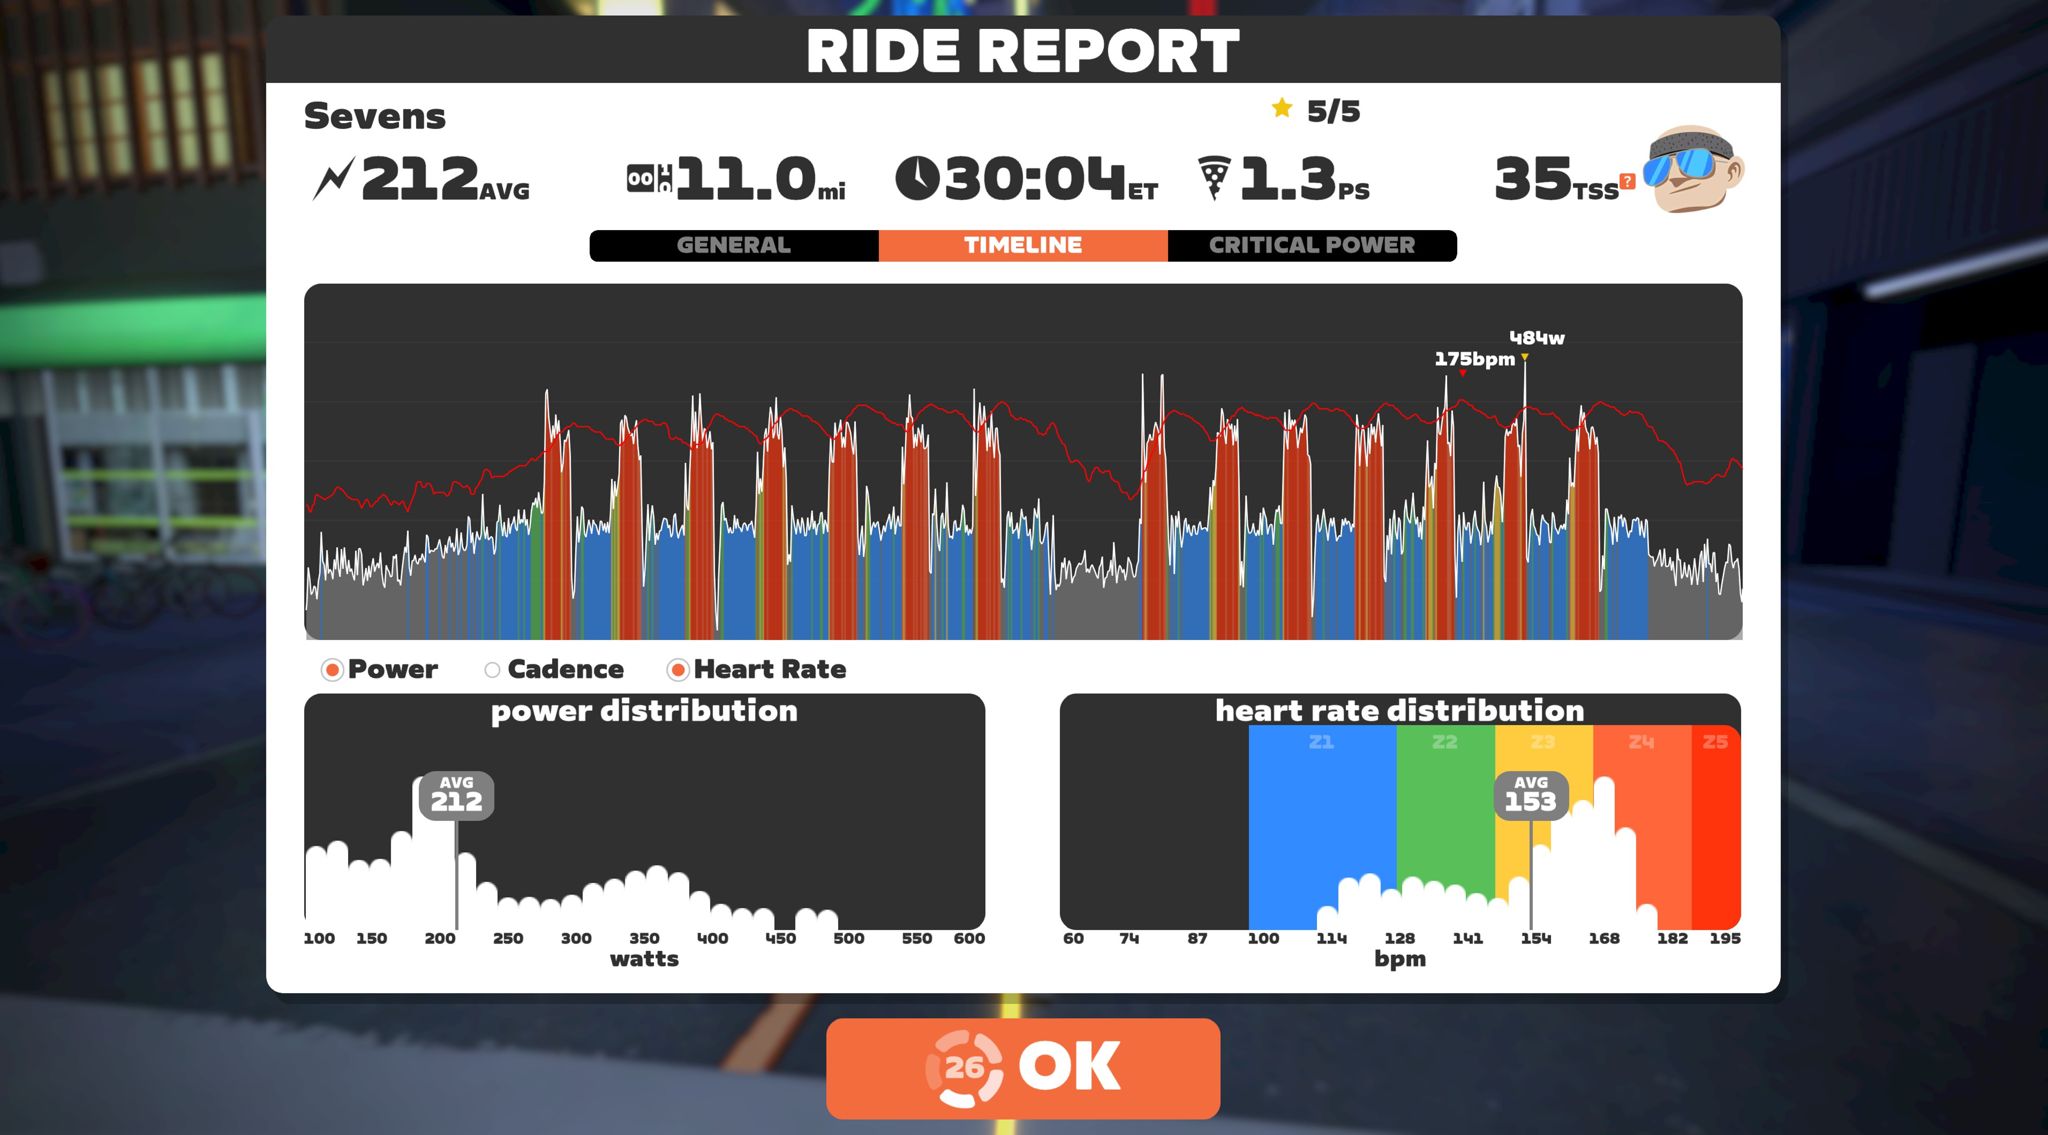 RIDE REPORT
Sevens
5/5
212AVG
11.0mi
30:04ET
1.3PS
35TSS?
GENERAL
TIMELINE
CRITICAL POWER
484w
175bpm
Power
Cadence
Heart Rate
power distribution
AVG
212
100 150 200 250 300 350 400 450 500 550 600
watts
heart rate distribution
Z1 Z2 Z3 Z4 Z5
AVG
153
60 74 87 100 114 128 141 154 168 182 195
bpm
26 OK